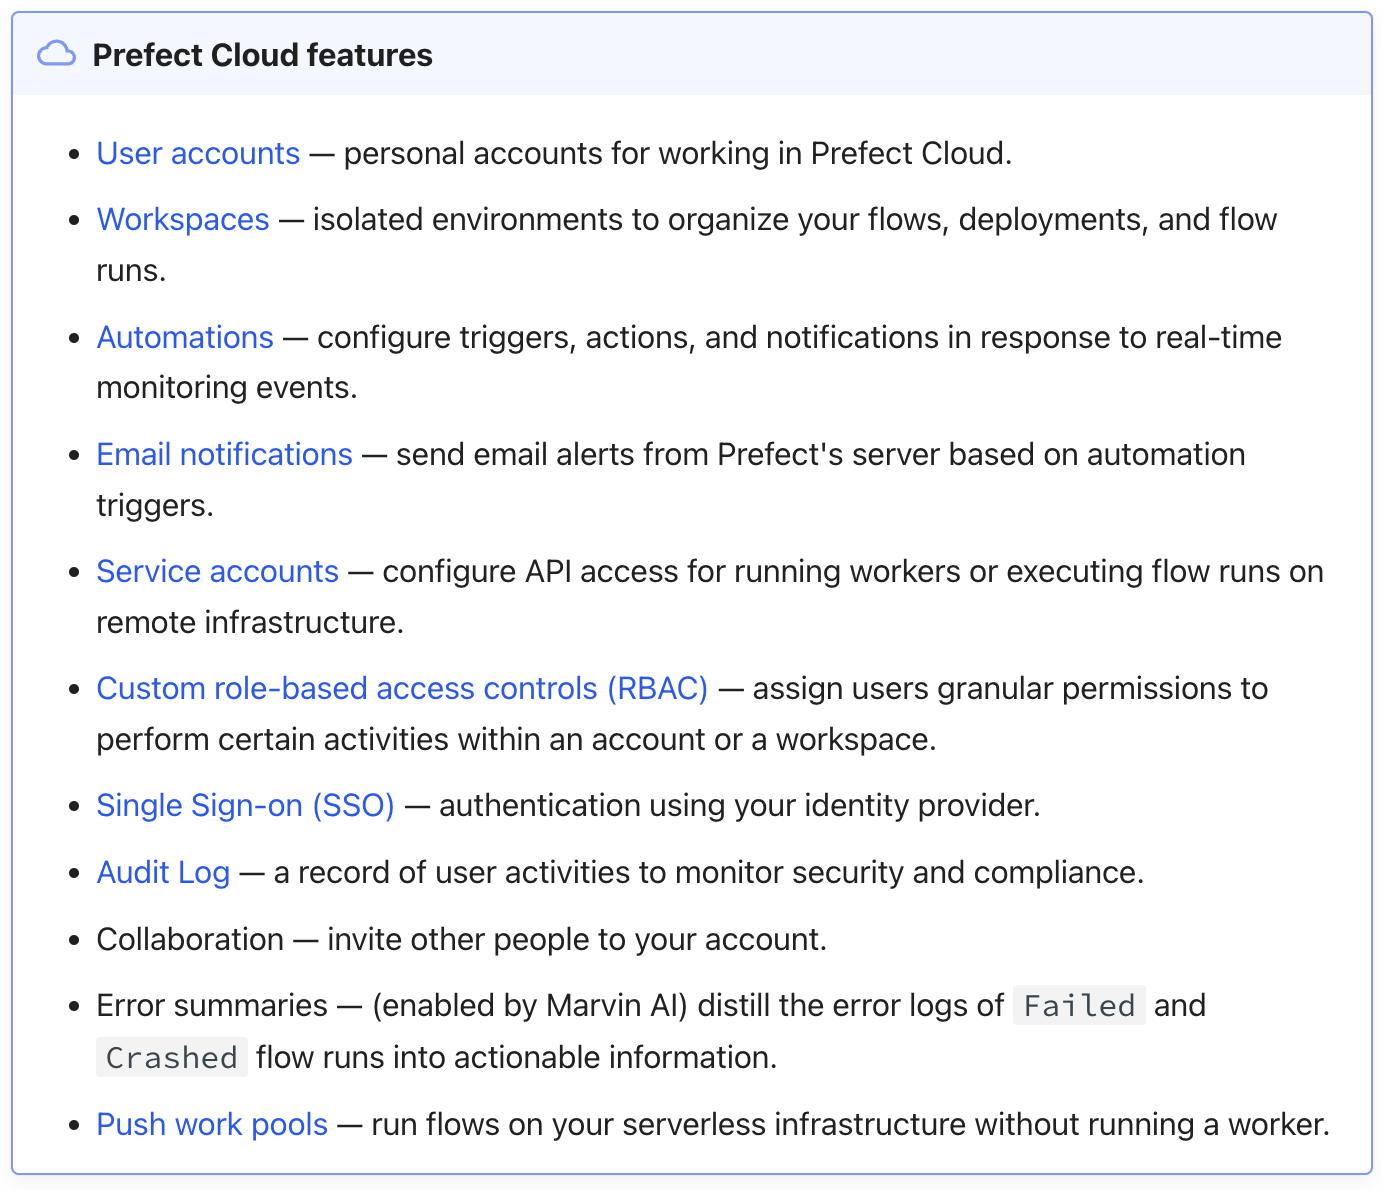 Prefect Cloud features
• User accounts — personal accounts for working in Prefect Cloud.
• Workspaces — isolated environments to organize your flows, deployments, and flow
runs.
• Automations — configure triggers, actions, and notifications in response to real-time
monitoring events.
• Email notifications — send email alerts from Prefect's server based on automation
triggers.
• Service accounts — configure API access for running workers or executing flow runs on
remote infrastructure.
• Custom role-based access controls (RBAC) — assign users granular permissions to
perform certain activities within an account or a workspace.
• Single Sign-on (SSO) — authentication using your identity provider.
• Audit Log — a record of user activities to monitor security and compliance.
• Collaboration — invite other people to your account.
• Error summaries — (enabled by Marvin AI) distill the error logs of Failed and
Crashed flow runs into actionable information.
• Push work pools — run flows on your serverless infrastructure without running a worker.